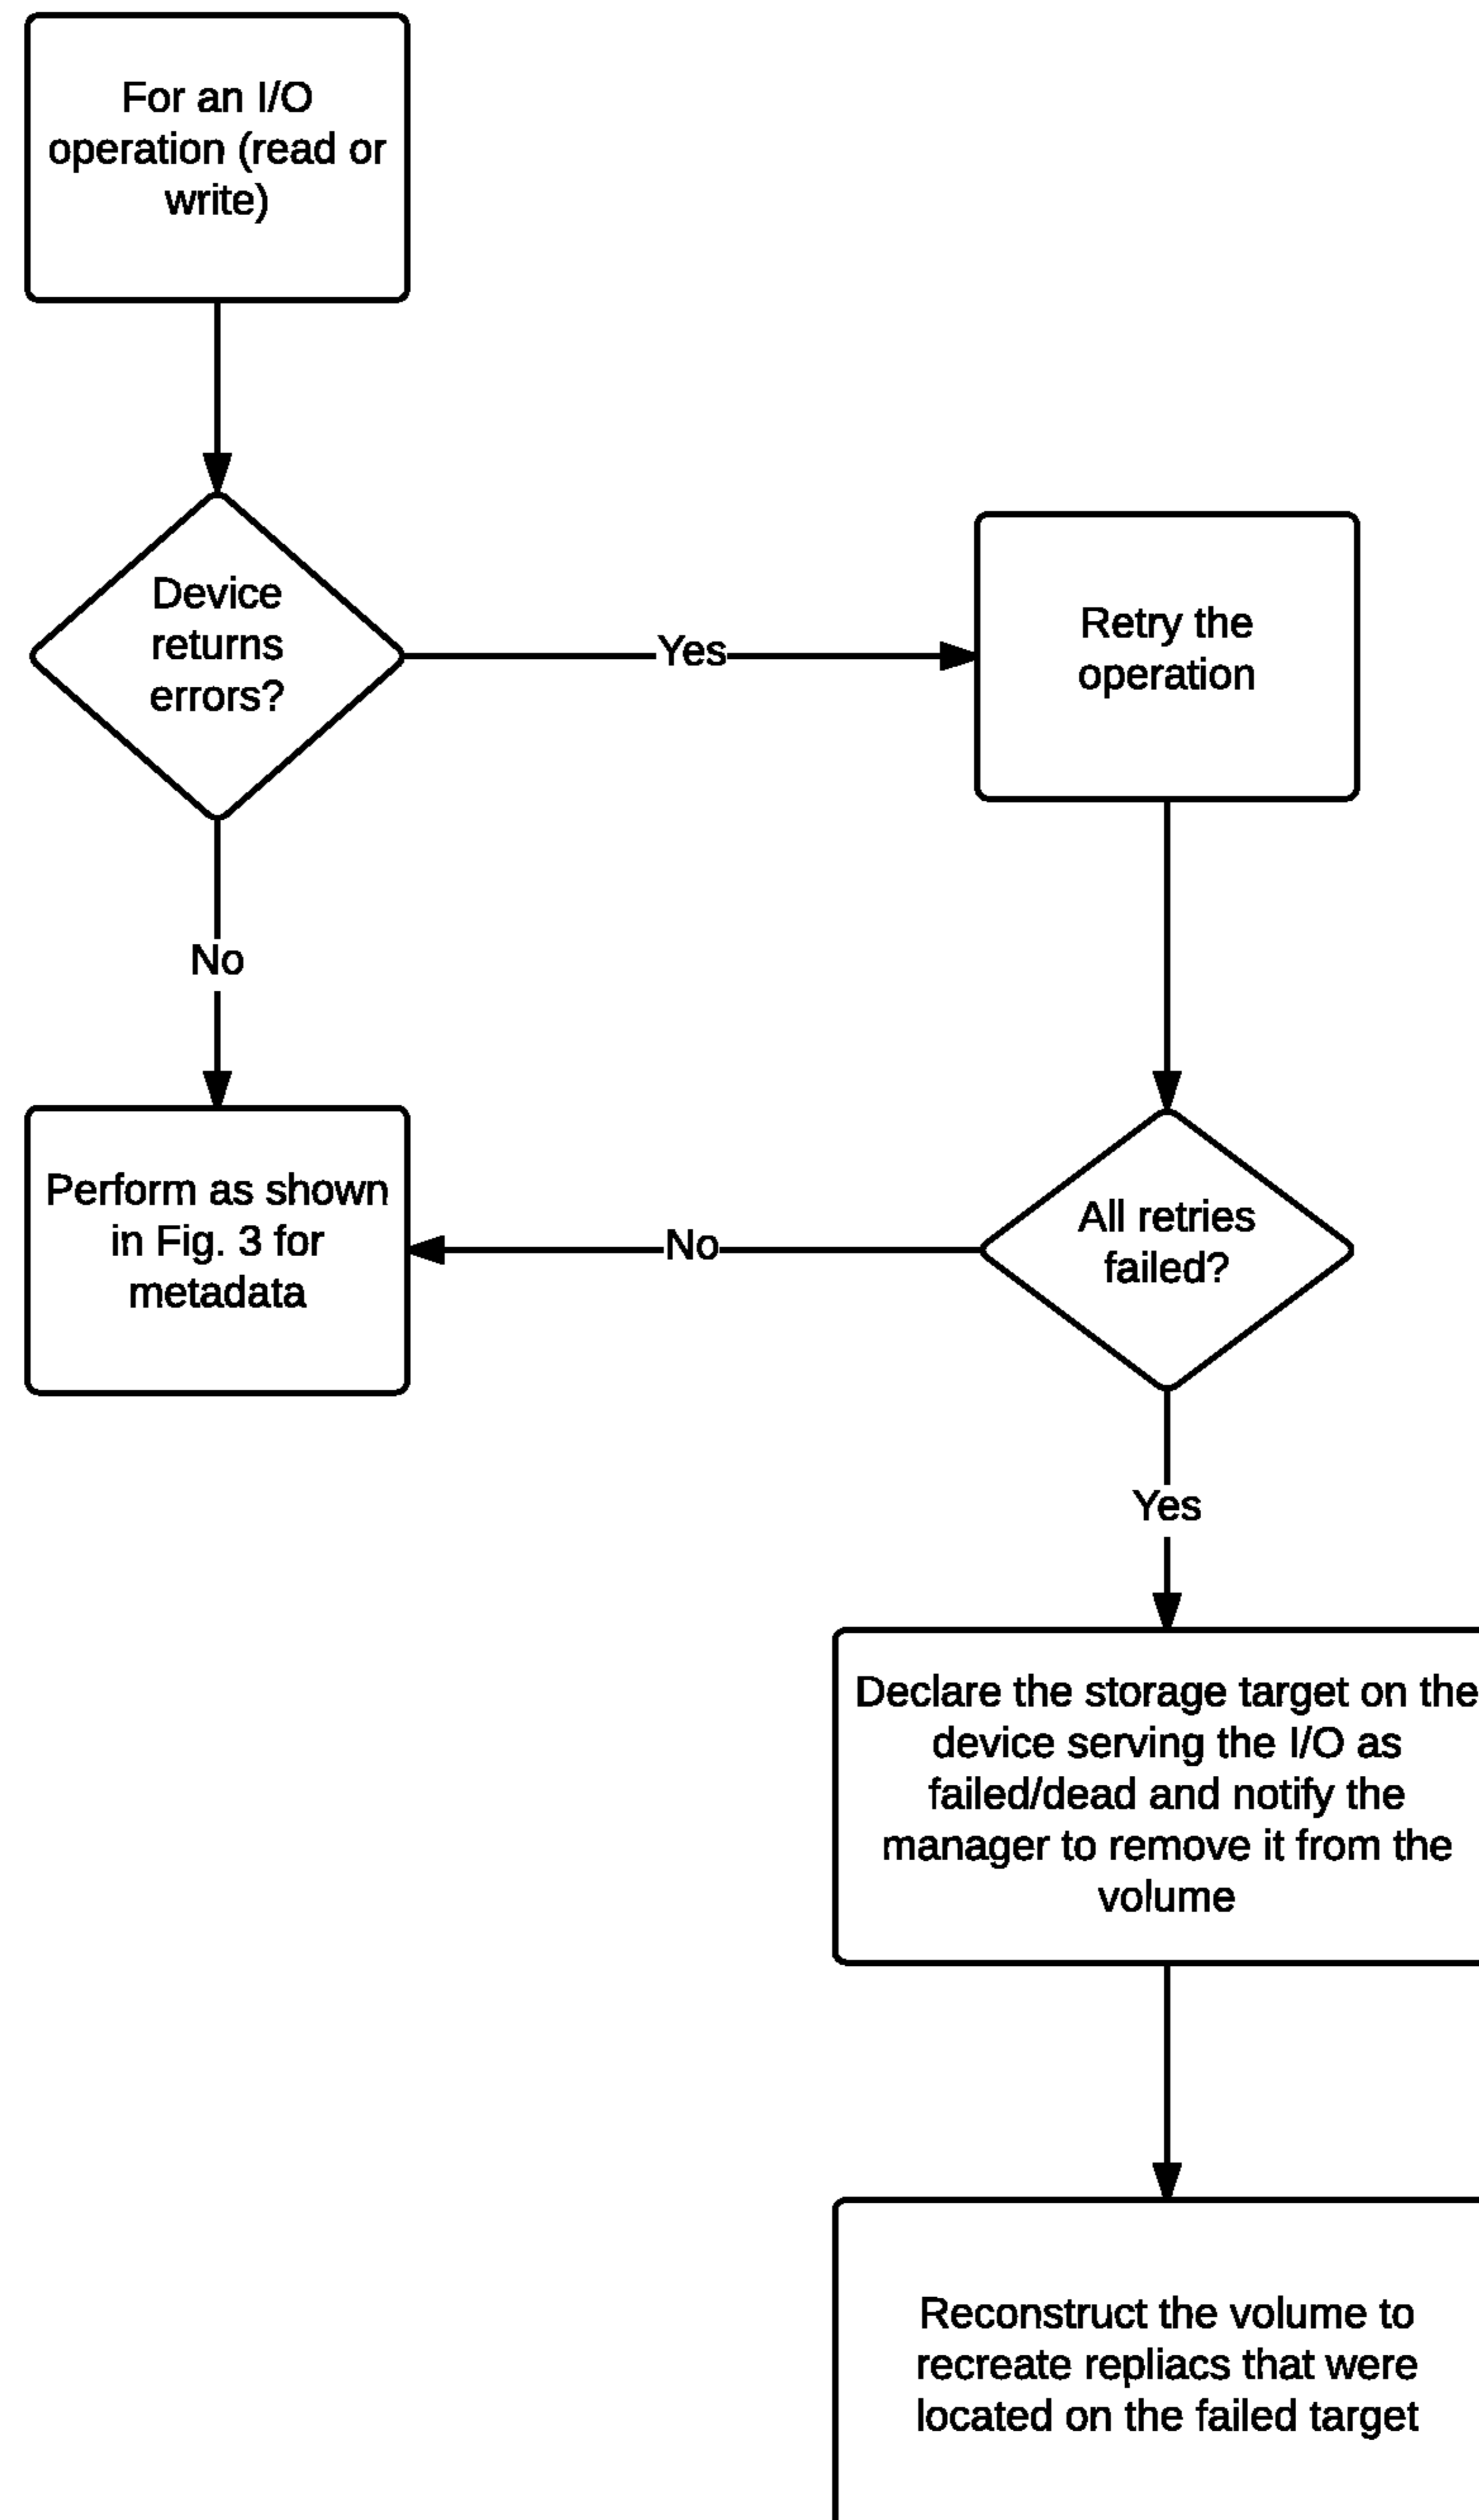 For an I/O
operation (read or
write)
Device
returns
errors?
Yes
Retry the
operation
No
Perform as shown
in Fig. 3 for
metadata
No
All retries
failed?
Yes
Declare the storage target on the
device serving the I/O as
failed/dead and notify the
manager to remove it from the
volume
Reconstruct the volume to
recreate repliacs that were
located on the failed target